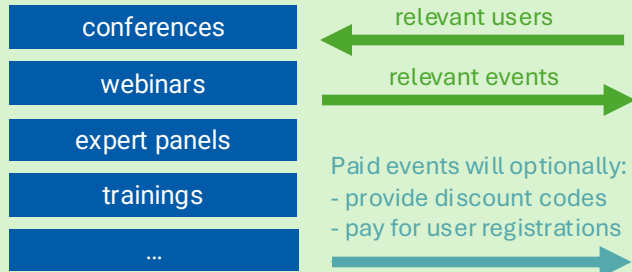 conferences
webinars
expert panels
trainings
...
relevant users
relevant events
Paid events will optionally:
- provide discount codes
- pay for user registrations